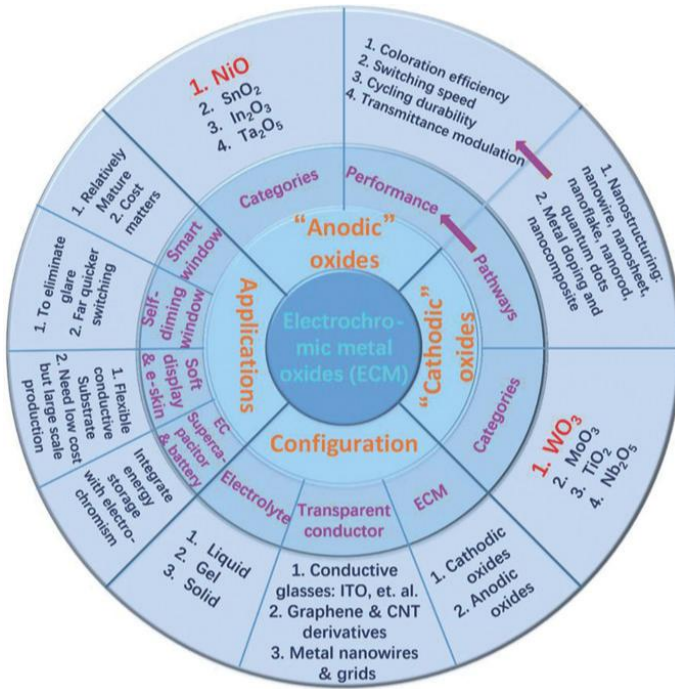 Electrochro-
mic metal
oxides (ECM)
“Anodic”
oxides
“Cathodic”
oxides
Configuration
Applications
Categories
1. NiO
2. SnO₂
3. In₂O₃
4. Ta₂O₅
Performance
1. Coloration efficiency
2. Switching speed
3. Cycling durability
4. Transmittance modulation
Pathways
1. Nanostructuring:
nanowire, nanosheet,
nanoflake, nanorod,
quantum dots
2. Metal doping and
nanocomposite
Categories
1. WO₃
2. MoO₃
3. TiO₂
4. Nb₂O₅
ECM
1. Cathodic
oxides
2. Anodic
oxides
Transparent
conductor
1. Conductive
glasses: ITO, et. al.
2. Graphene & CNT
derivatives
3. Metal nanowires
& grids
Electrolyte
1. Liquid
2. Gel
3. Solid
EC
Superca-
pacitor
& battery
Integrate
energy
storage
with electro-
chromism
Soft
display
& e-skin
1. Flexible
conductive
Substrate
2. Need low cost
but large scale
production
Self-
diming
window
1. To eliminate
glare
2. Far quicker
switching
Smart
window
1. Relatively
Mature
2. Cost
matters